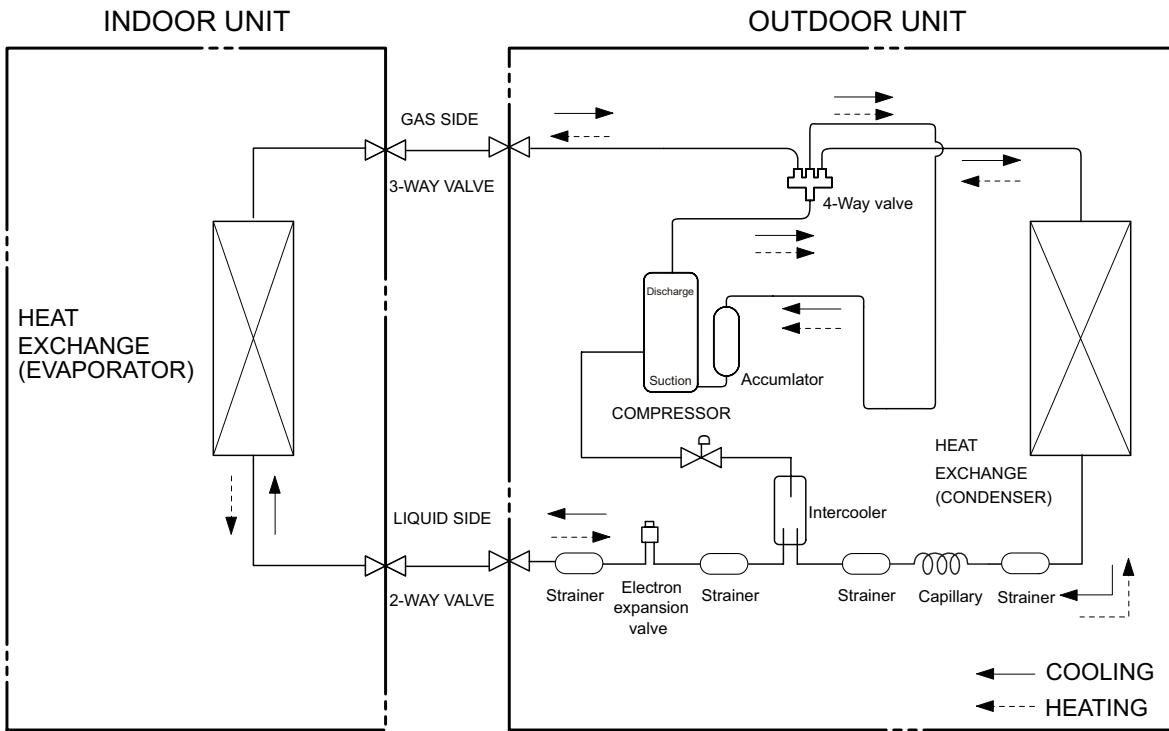 INDOOR UNIT
OUTDOOR UNIT
GAS SIDE
3-WAY VALVE
4-Way valve
Discharge
Suction
Accumlator
COMPRESSOR
HEAT
EXCHANGE
(EVAPORATOR)
HEAT
EXCHANGE
(CONDENSER)
Intercooler
LIQUID SIDE
2-WAY VALVE
Strainer
Electron
expansion
valve
Strainer
Strainer
Capillary
Strainer
COOLING
HEATING